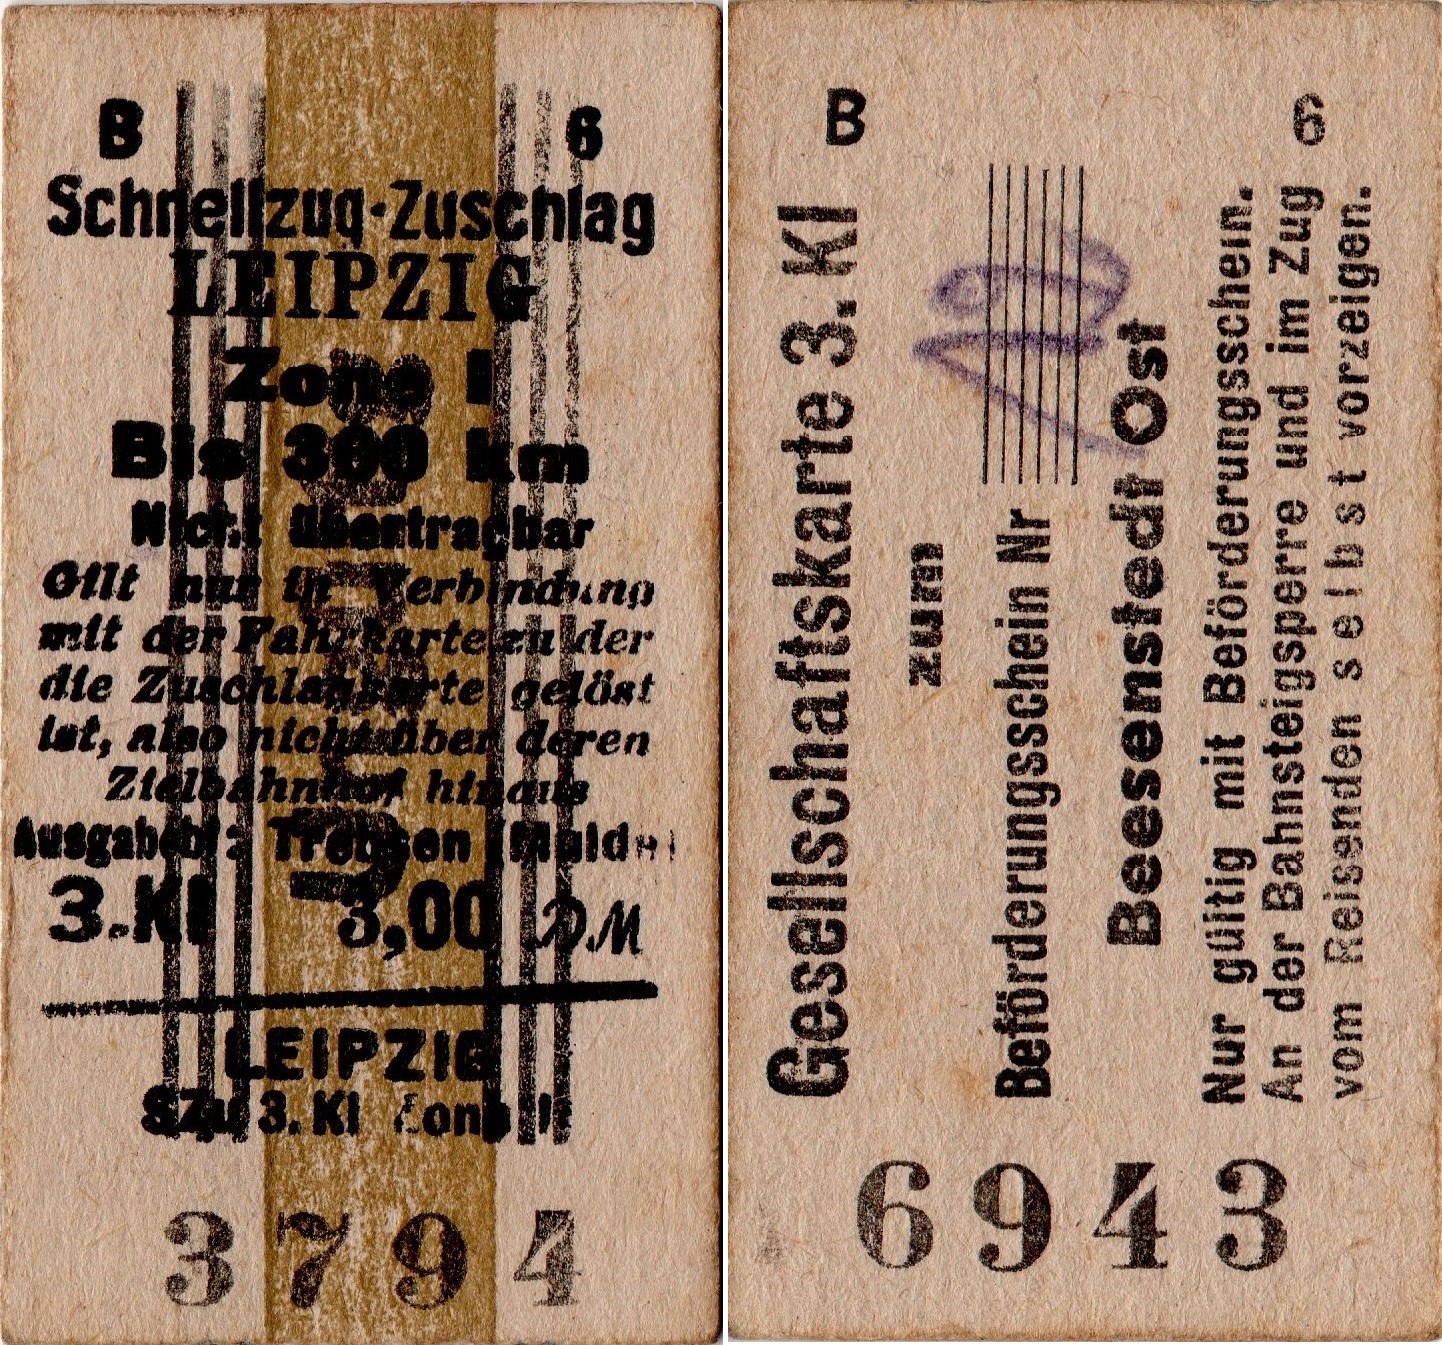 B 6
Schnellzug-Zuschlag
LEIPZIG
Zone I
Bis 300 km
Nicht übertragbar
Gilt nur in Verbindung
mit der Fahrkarte zu der
die Zuschlagkarte gelöst
ist, also nicht über deren
Zielbahnhof hinaus
Ausgabebf: Trebsen (Mulde)
3.Kl 3,00 DM
LEIPZIG
SZu 3. Kl Zone
3794
B 6
Gesellschaftskarte 3. Kl
zum
Beförderungsschein Nr
Beesenstedt Ost
Nur gültig mit Beförderungsschein.
An der Bahnsteigsperre und im Zug
vom Reisenden selbst vorzeigen.
6943